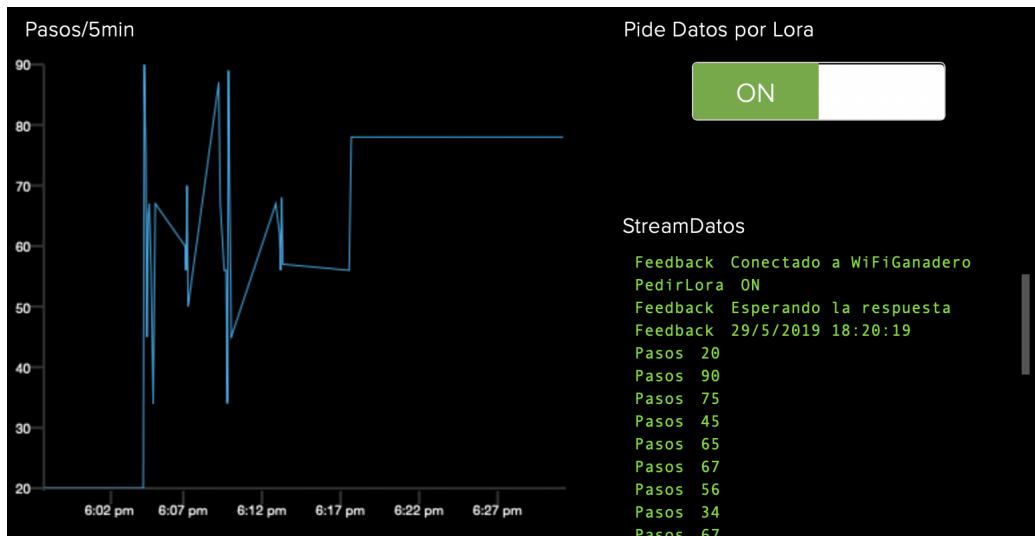 Pasos/5min
90
80
70
60
50
40
30
20
6:02 pm 6:07 pm 6:12 pm 6:17 pm 6:22 pm 6:27 pm
Pide Datos por Lora
ON
StreamDatos
Feedback Conectado a WiFiGanadero
PedirLora ON
Feedback Esperando la respuesta
Feedback 29/5/2019 18:20:19
Pasos 20
Pasos 90
Pasos 75
Pasos 45
Pasos 65
Pasos 67
Pasos 56
Pasos 34
Pasos 67